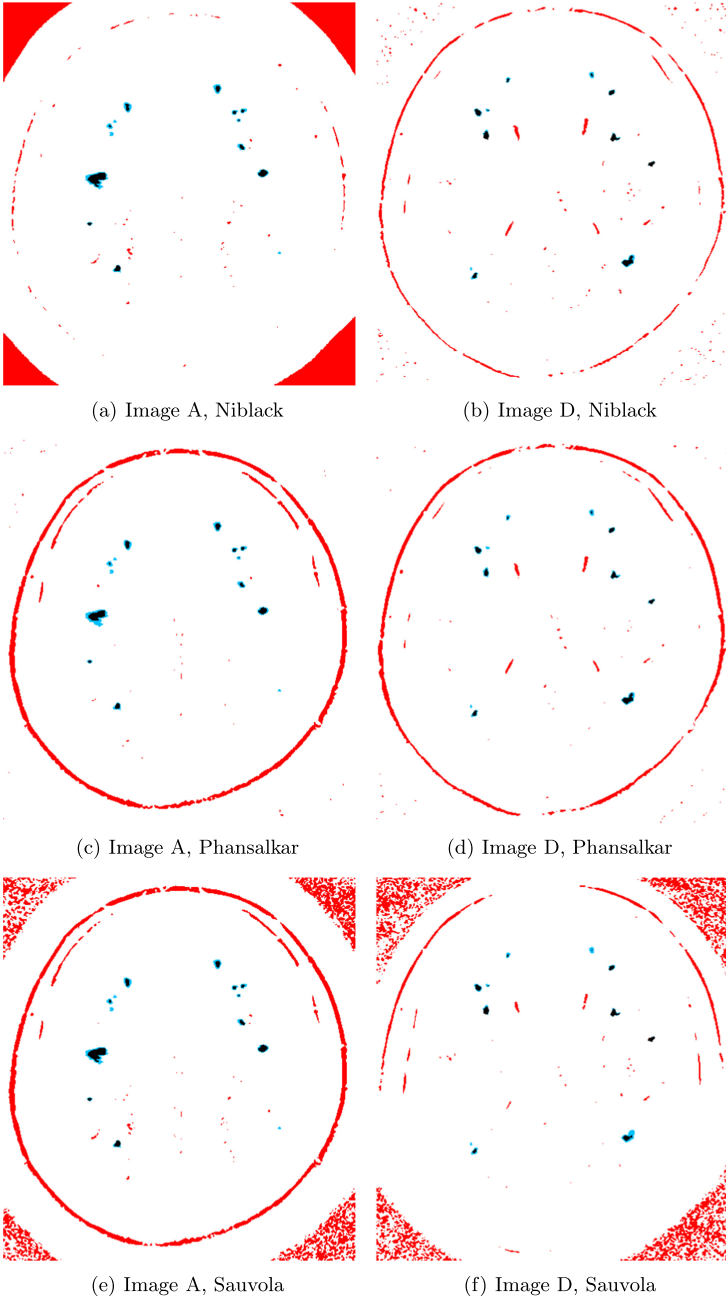 (a) Image A, Niblack
(b) Image D, Niblack
(c) Image A, Phansalkar
(d) Image D, Phansalkar
(e) Image A, Sauvola
(f) Image D, Sauvola